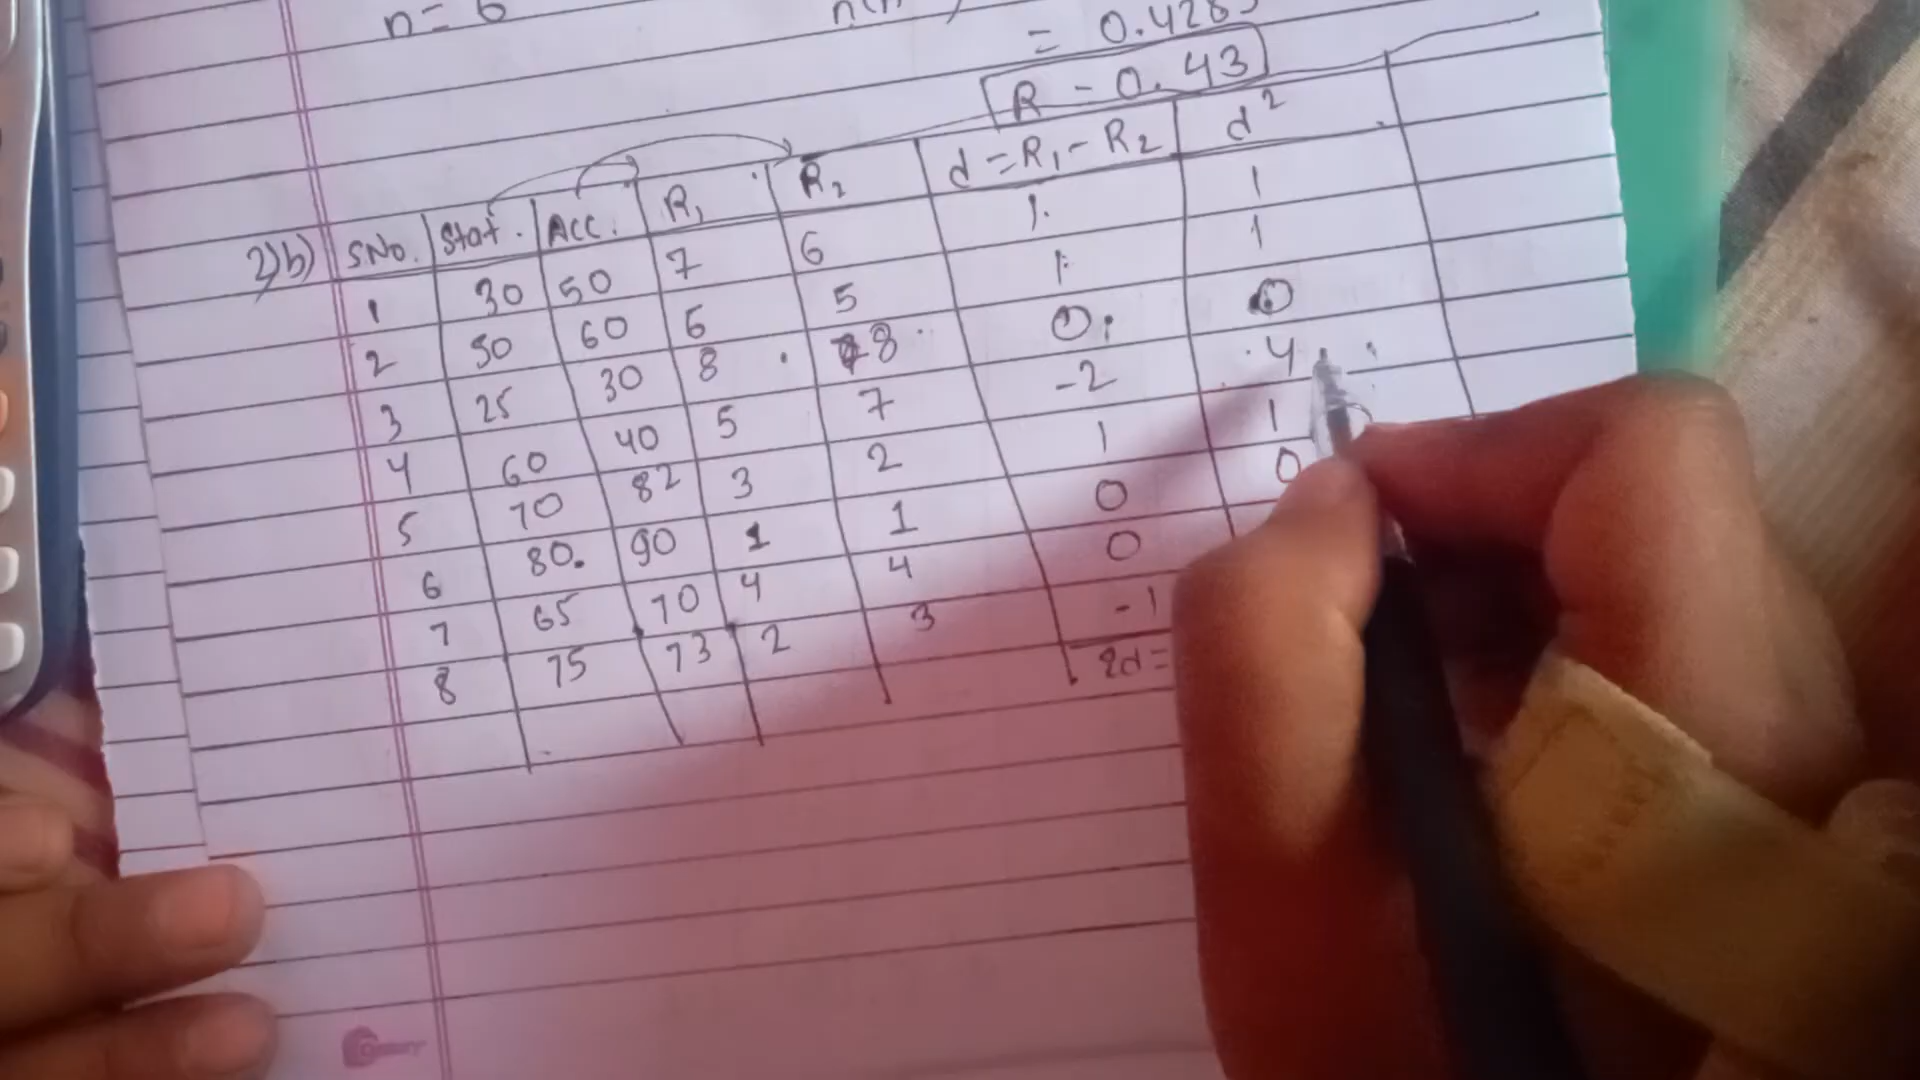 n = 6
= 0.428
R = 0.43
2)b) S.No. Stat. Acc. R₁ R₂ d = R₁ - R₂ d²
1 30 50 7 6 1 1
2 50 60 6 5 1 1
3 25 30 8 8 0 0
4 60 40 5 7 -2 4
5 70 82 3 2 1 1
6 80 90 1 1 0 0
7 65 70 4 4 0
8 75 73 2 3 -1
Σd =